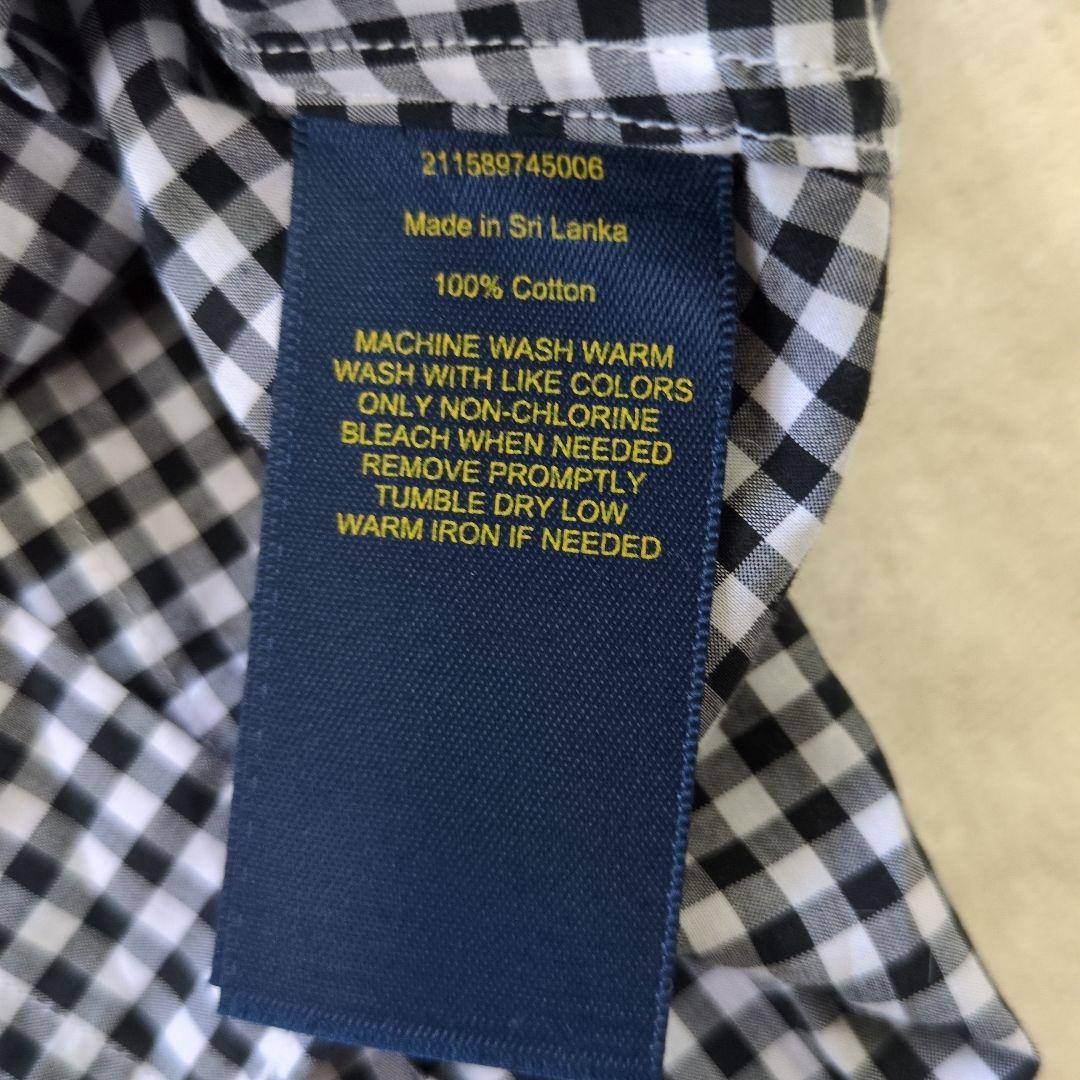 211589745006
Made in Sri Lanka
100% Cotton
MACHINE WASH WARM
WASH WITH LIKE COLORS
ONLY NON-CHLORINE
BLEACH WHEN NEEDED
REMOVE PROMPTLY
TUMBLE DRY LOW
WARM IRON IF NEEDED